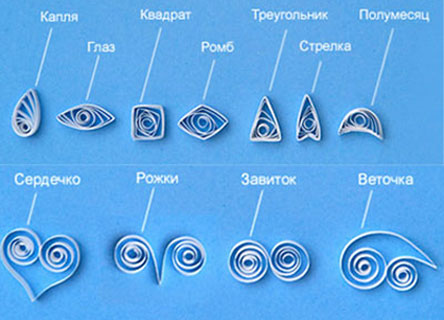 Капля
Глаз
Квадрат
Ромб
Треугольник
Стрелка
Полумесяц
Сердечко
Рожки
Завиток
Веточка